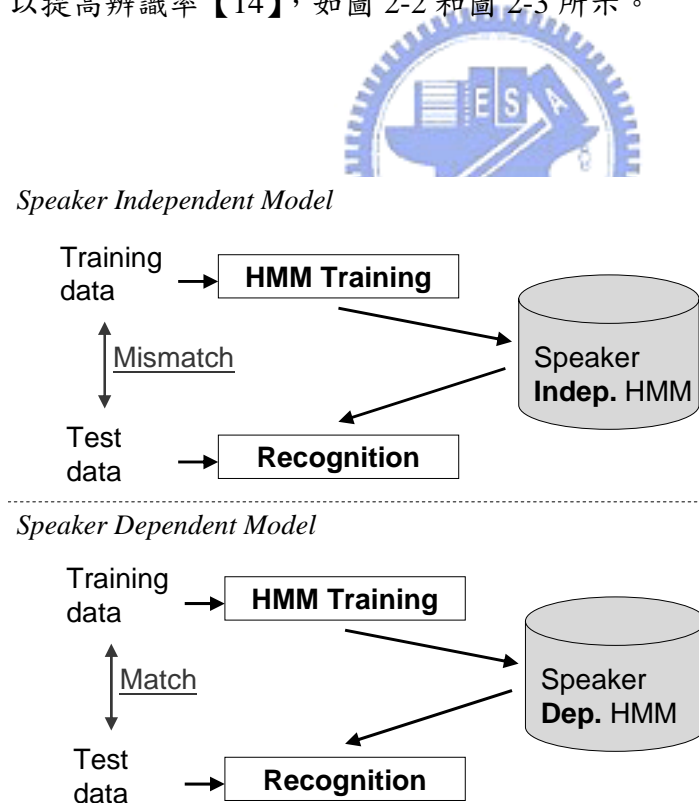 以提高辨識率【14】，如圖 2-2 和圖 2-3 所示。
E S A
Speaker Independent Model
Training
data
HMM Training
Mismatch
Speaker
Indep. HMM
Test
data
Recognition
Speaker Dependent Model
Training
data
HMM Training
Match
Speaker
Dep. HMM
Test
data
Recognition